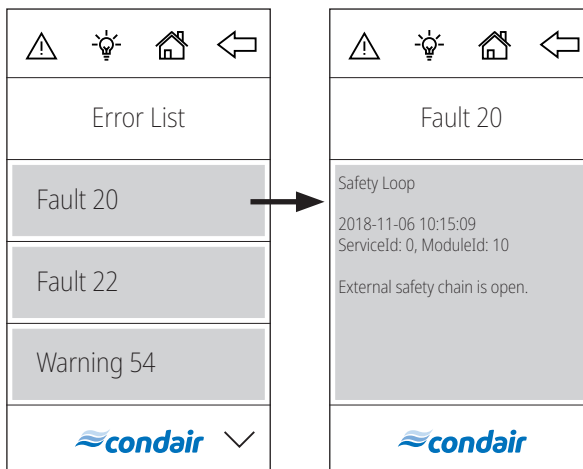 Error List
Fault 20
Fault 22
Warning 54
condair
Fault 20
Safety Loop
2018-11-06 10:15:09
ServiceId: 0, ModuleId: 10
External safety chain is open.
condair